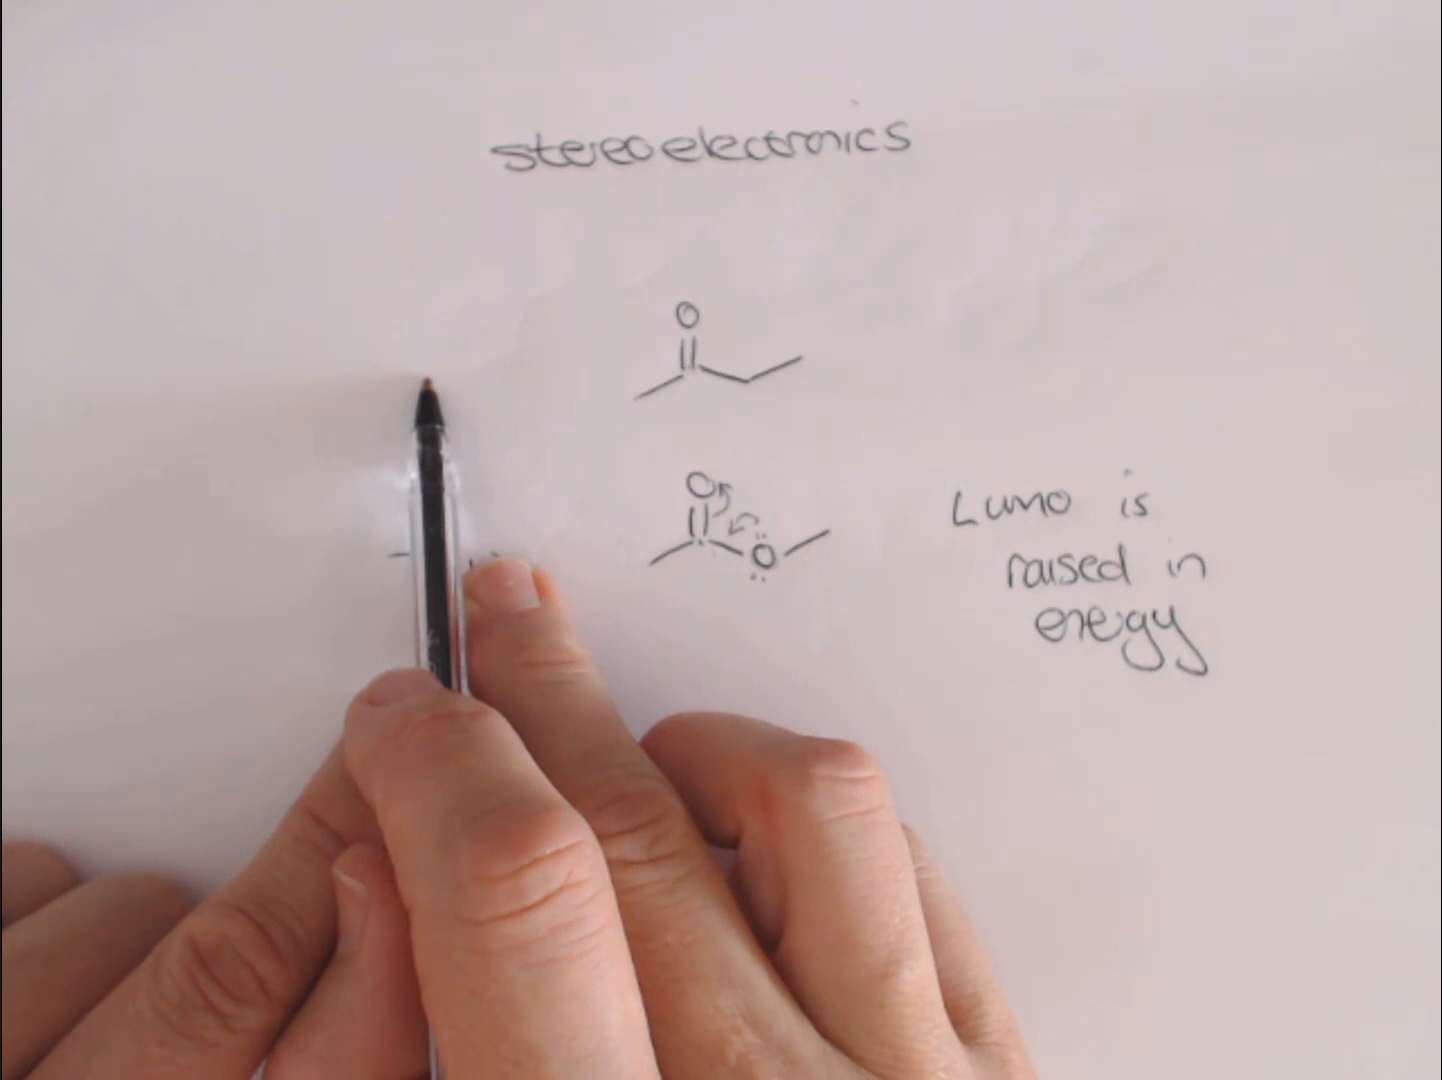 stereoelectronics
O
O
O
Lumo is
raised in
energy